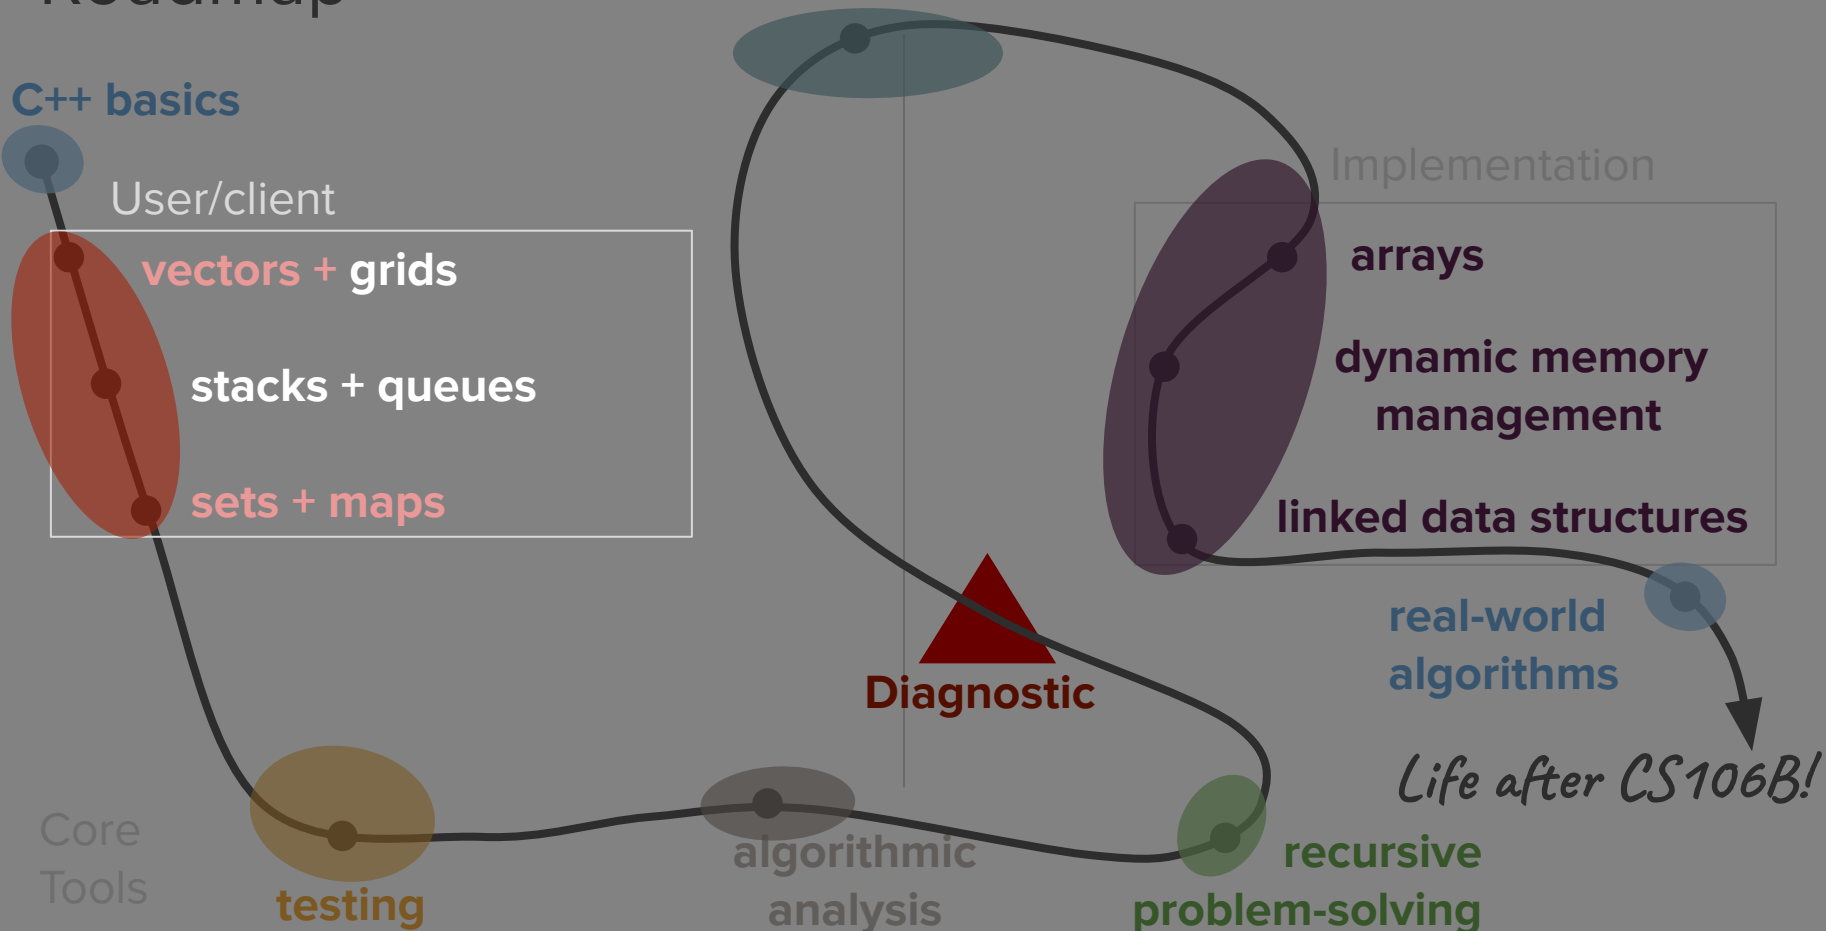 Roadmap
C++ basics
User/client
vectors + grids
stacks + queues
sets + maps
Implementation
arrays
dynamic memory
management
linked data structures
real-world
algorithms
Diagnostic
Life after CS106B!
Core
Tools
testing
algorithmic
analysis
recursive
problem-solving